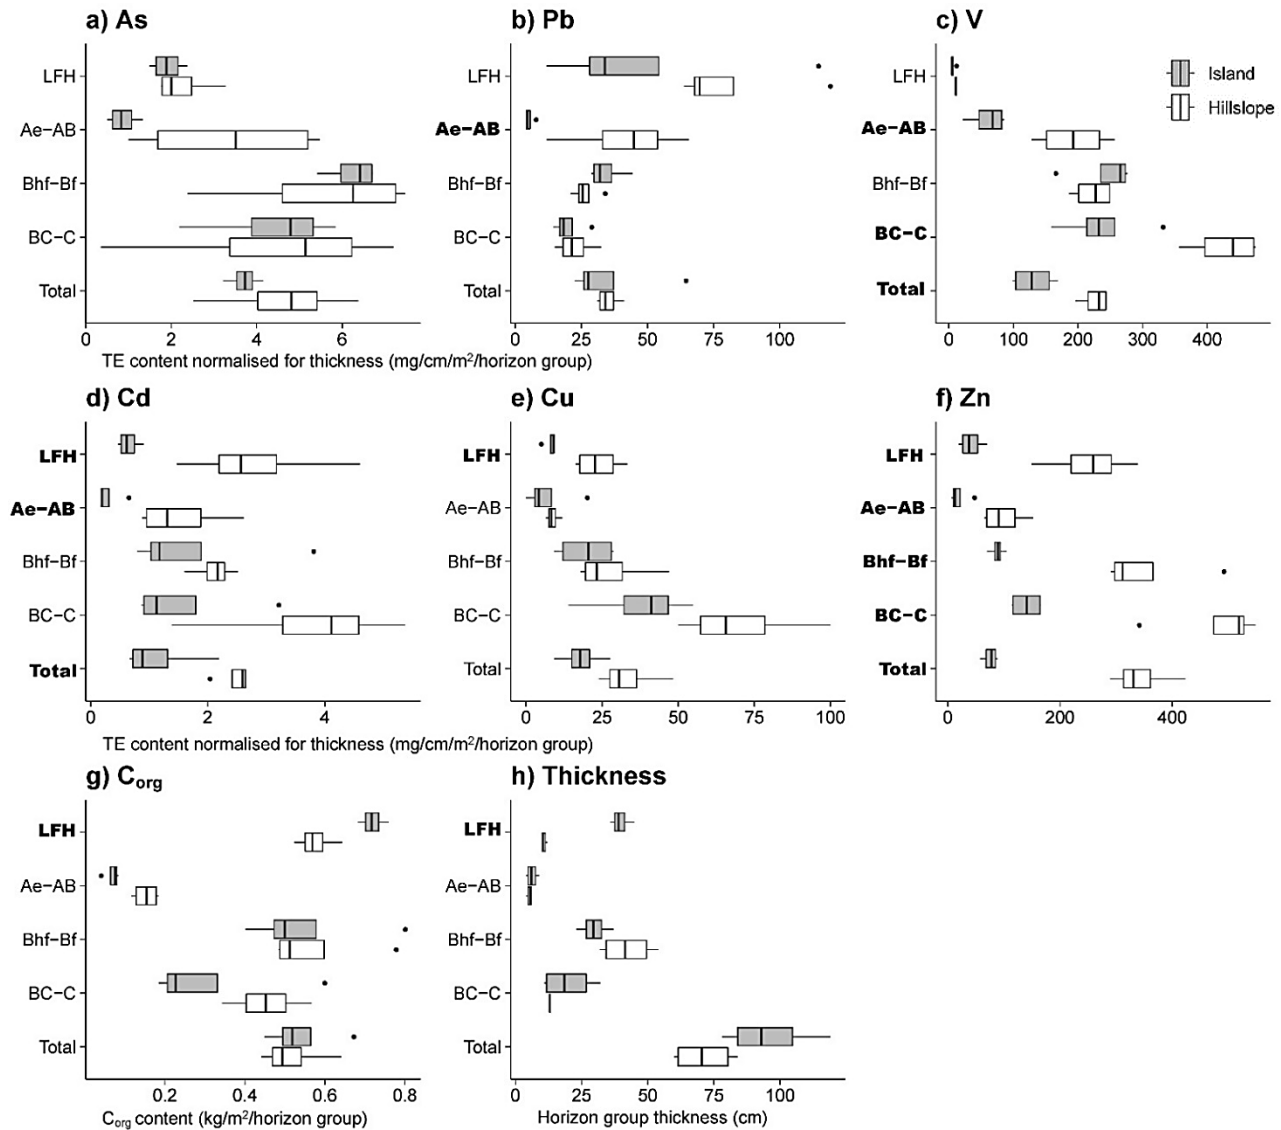 a) As
b) Pb
c) V
LFH
Ae−AB
Bhf−Bf
BC−C
Total
0
2
4
6
TE content normalised for thickness (mg/cm/m²/horizon group)
LFH
Ae−AB
Bhf−Bf
BC−C
Total
0
25
50
75
100
LFH
Ae−AB
Bhf−Bf
BC−C
Total
0
100
200
300
400
Island
Hillslope
d) Cd
e) Cu
f) Zn
LFH
Ae−AB
Bhf−Bf
BC−C
Total
0
2
4
TE content normalised for thickness (mg/cm/m²/horizon group)
LFH
Ae−AB
Bhf−Bf
BC−C
Total
0
25
50
75
100
LFH
Ae−AB
Bhf−Bf
BC−C
Total
0
200
400
g) Corg
h) Thickness
LFH
Ae−AB
Bhf−Bf
BC−C
Total
0.2
0.4
0.6
0.8
Corg content (kg/m²/horizon group)
LFH
Ae−AB
Bhf−Bf
BC−C
Total
0
25
50
75
100
Horizon group thickness (cm)